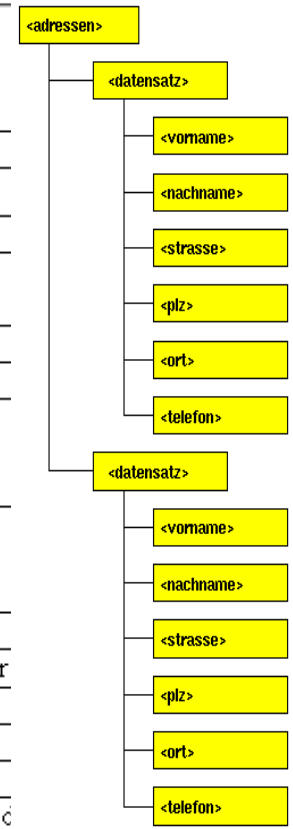 <adressen>
<datensatz>
<vorname>
<nachname>
<strasse>
<plz>
<ort>
<telefon>
<datensatz>
<vorname>
<nachname>
<strasse>
<plz>
<ort>
<telefon>